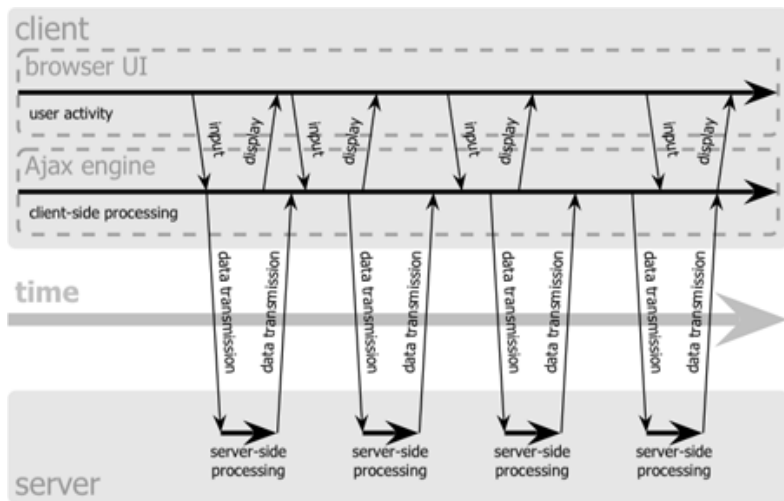 client
browser UI
user activity
input
display
input
display
input
display
input
display
Ajax engine
client-side processing
data transmission
data transmission
data transmission
data transmission
data transmission
data transmission
data transmission
data transmission
time
server-side
processing
server-side
processing
server-side
processing
server-side
processing
server